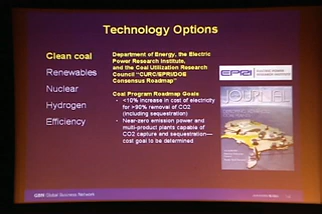 Technology Options
Clean coal
Renewables
Nuclear
Hydrogen
Efficiency
Department of Energy, the Electric
Power Research Institute,
and the Coal Utilization Research
Council "CURC/EPRI/DOE
Consensus Roadmap"
Coal Program Roadmap Goals
- <10% increase in cost of electricity
for >90% removal of CO2
(including sequestration)
- Near-zero emission power and
multi-product plants capable of
CO2 capture and sequestration—
cost goal to be determined
EPRI
JOURNAL
GBN Global Business Network